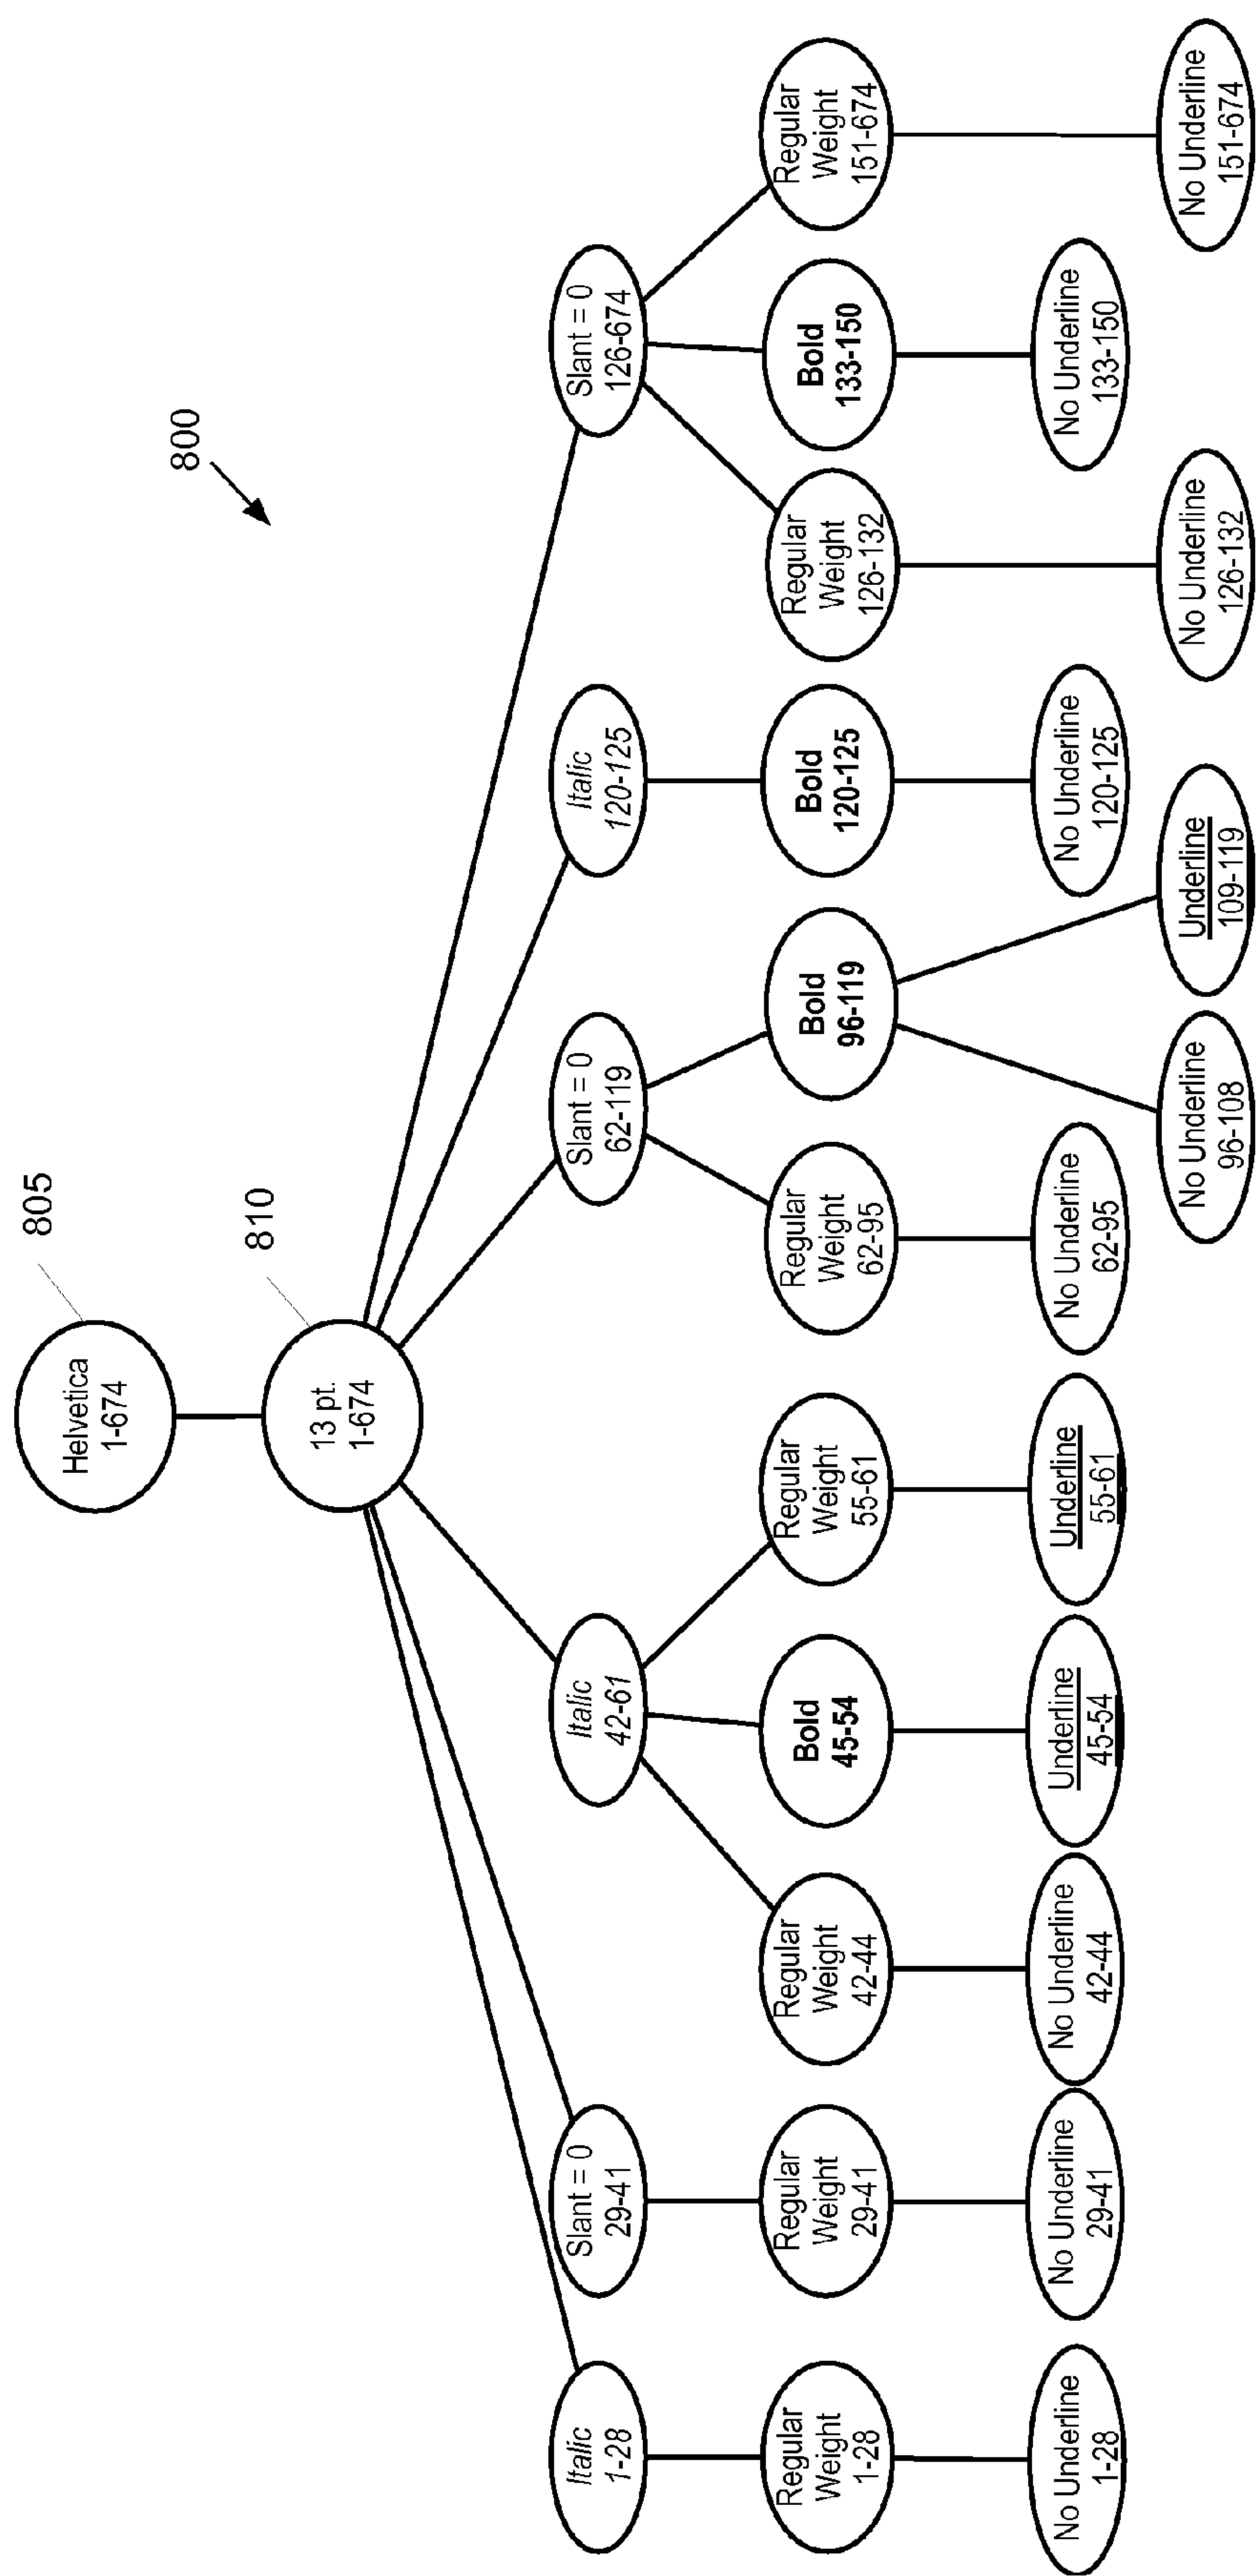 800
Helvetica
1-674
805
13 pt.
1-674
810
Italic
1-28
Slant = 0
29-41
Italic
42-61
Slant = 0
62-119
Italic
120-125
Slant = 0
126-674
Regular
Weight
1-28
Regular
Weight
29-41
Regular
Weight
42-44
Bold
45-54
Regular
Weight
55-61
Regular
Weight
62-95
Bold
96-119
Bold
120-125
Regular
Weight
126-132
Bold
133-150
Regular
Weight
151-674
No Underline
1-28
No Underline
29-41
No Underline
42-44
Underline
45-54
Underline
55-61
No Underline
62-95
No Underline
96-108
Underline
109-119
No Underline
120-125
No Underline
126-132
No Underline
133-150
No Underline
151-674